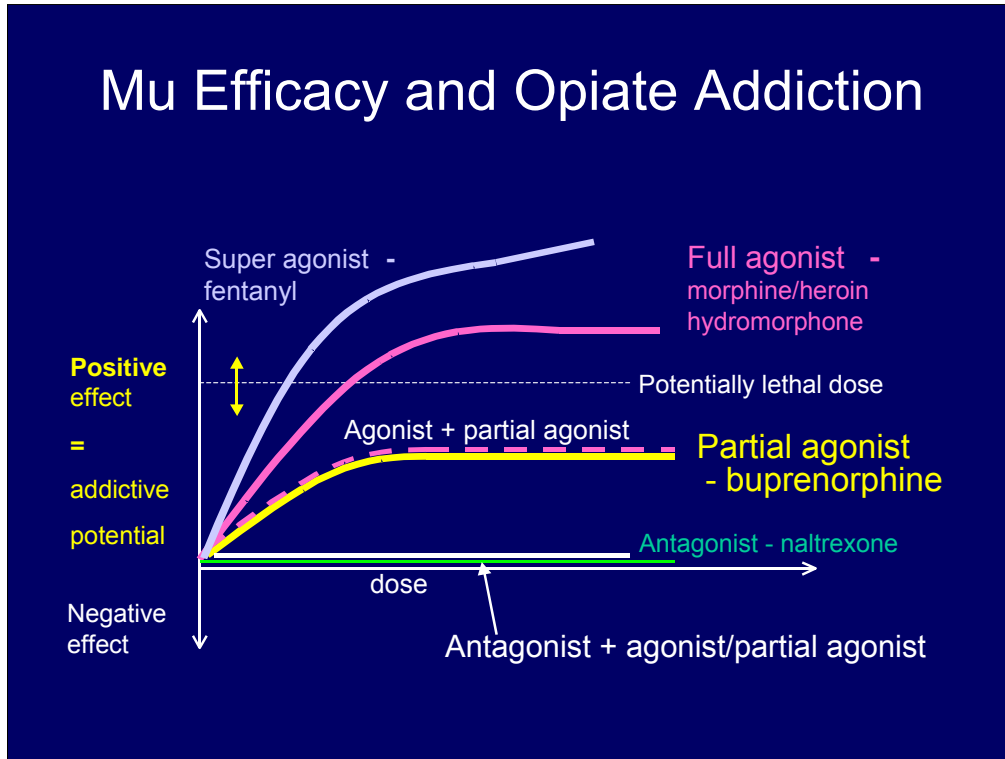 Mu Efficacy and Opiate Addiction
Super agonist -
fentanyl
Full agonist -
morphine/heroin
hydromorphone
Positive
effect
=
addictive
potential
Potentially lethal dose
Agonist + partial agonist
Partial agonist
- buprenorphine
Antagonist - naltrexone
dose
Negative
effect
Antagonist + agonist/partial agonist